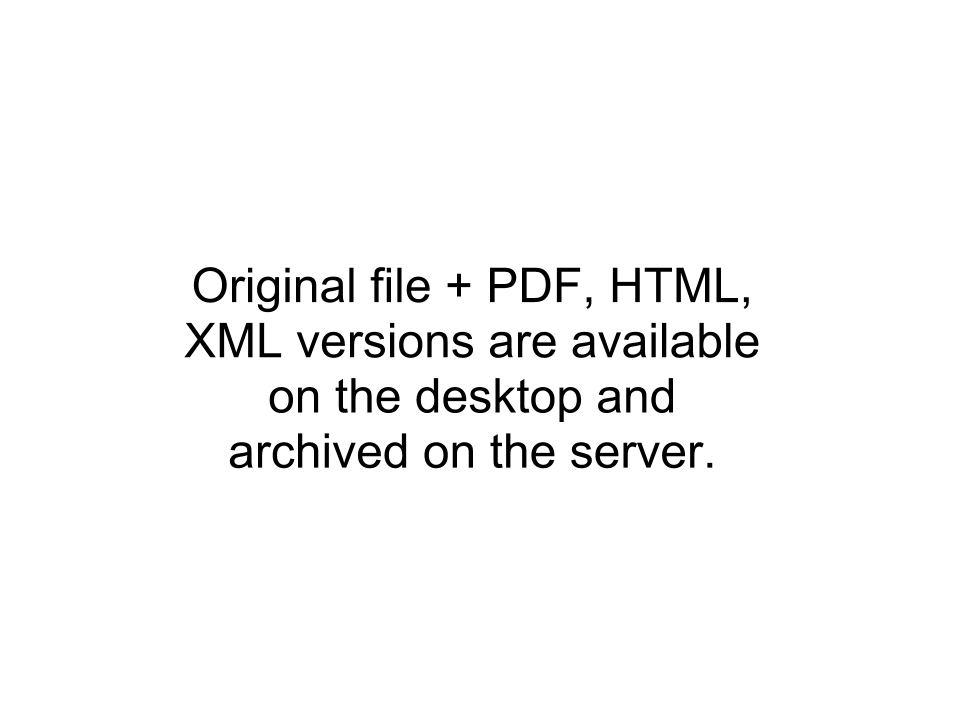 Original file + PDF, HTML,
XML versions are available
on the desktop and
archived on the server.